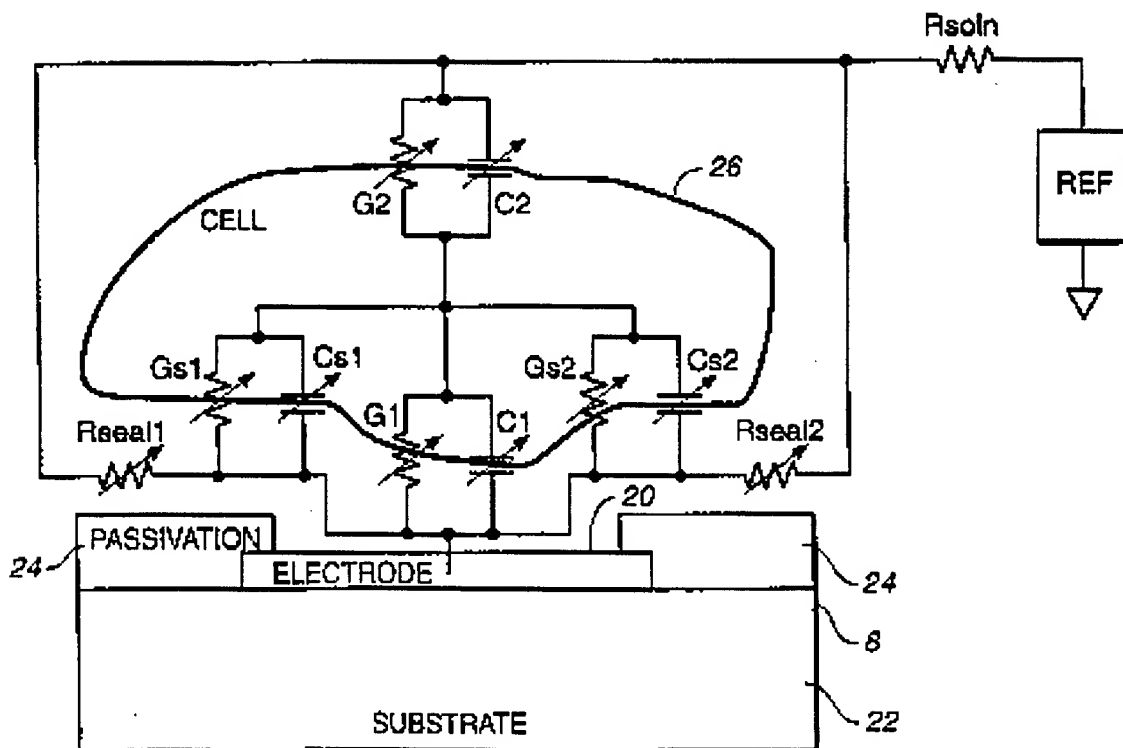 Rsoln
26
REF
G2
C2
CELL
Gs1
Cs1
Gs2
Cs2
G1
C1
Rseal1
Rseal2
20
PASSIVATION
24
ELECTRODE
24
8
SUBSTRATE
22